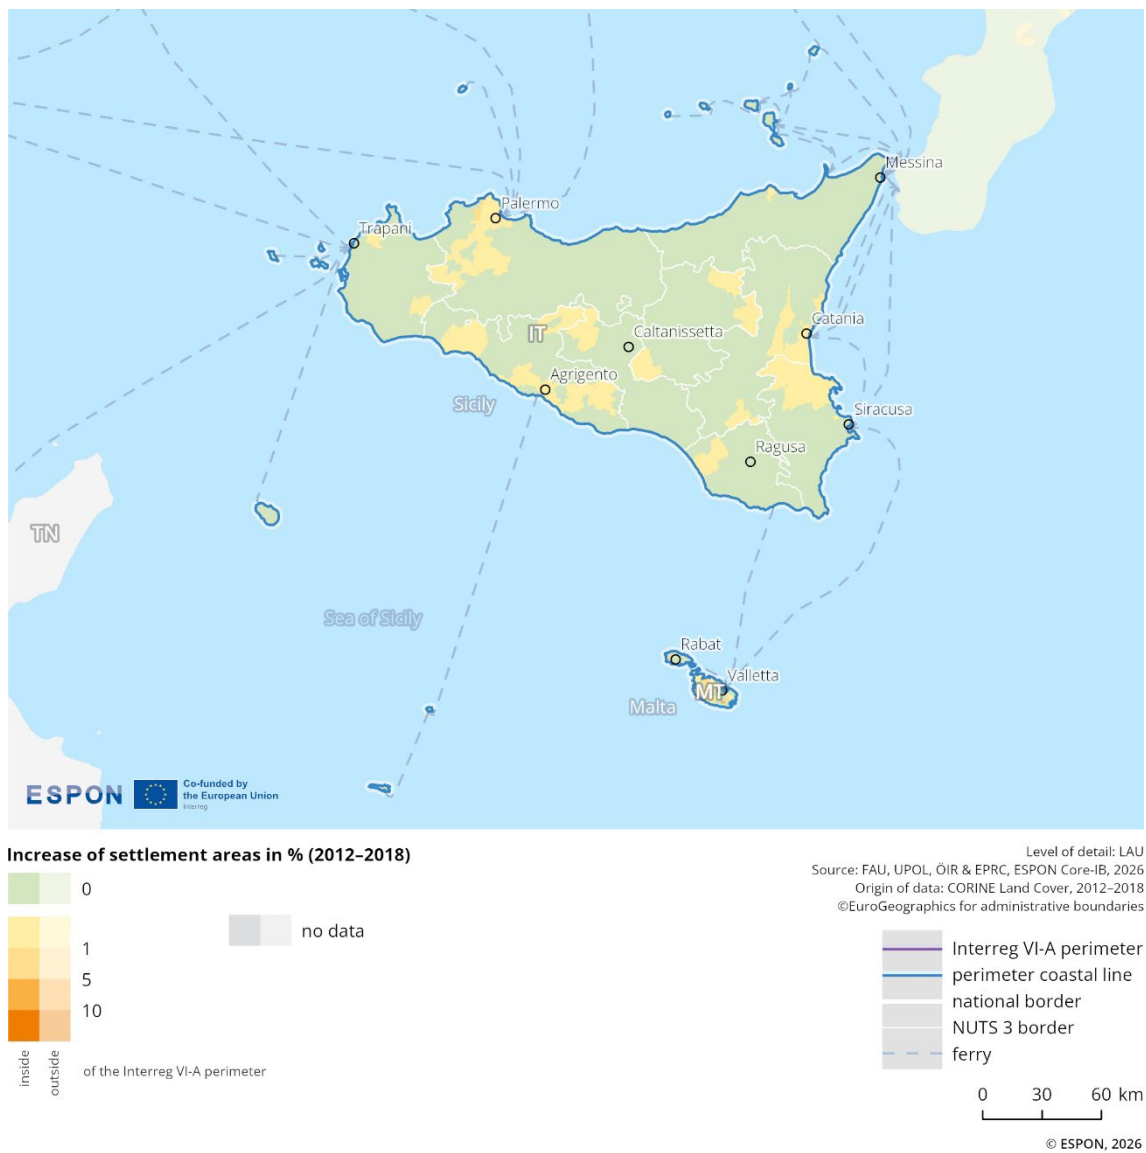 Messina
Palermo
Trapani
Catania
IT
Caltanissetta
Agrigento
Sicily
Siracusa
Ragusa
TN
Sea of Sicily
Rabat
Valletta
MT
Malta
ESPON
Co-funded by
the European Union
Interreg
Increase of settlement areas in % (2012–2018)
0
1
5
10
no data
inside
outside
of the Interreg VI-A perimeter
Level of detail: LAU
Source: FAU, UPOL, ÖIR & EPRC, ESPON Core-IB, 2026
Origin of data: CORINE Land Cover, 2012–2018
©EuroGeographics for administrative boundaries
Interreg VI-A perimeter
perimeter coastal line
national border
NUTS 3 border
ferry
0 30 60 km
© ESPON, 2026